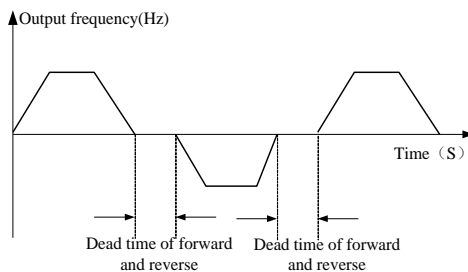 Output frequency(Hz)
Time（S）
Dead time of forward
and reverse
Dead time of forward
and reverse